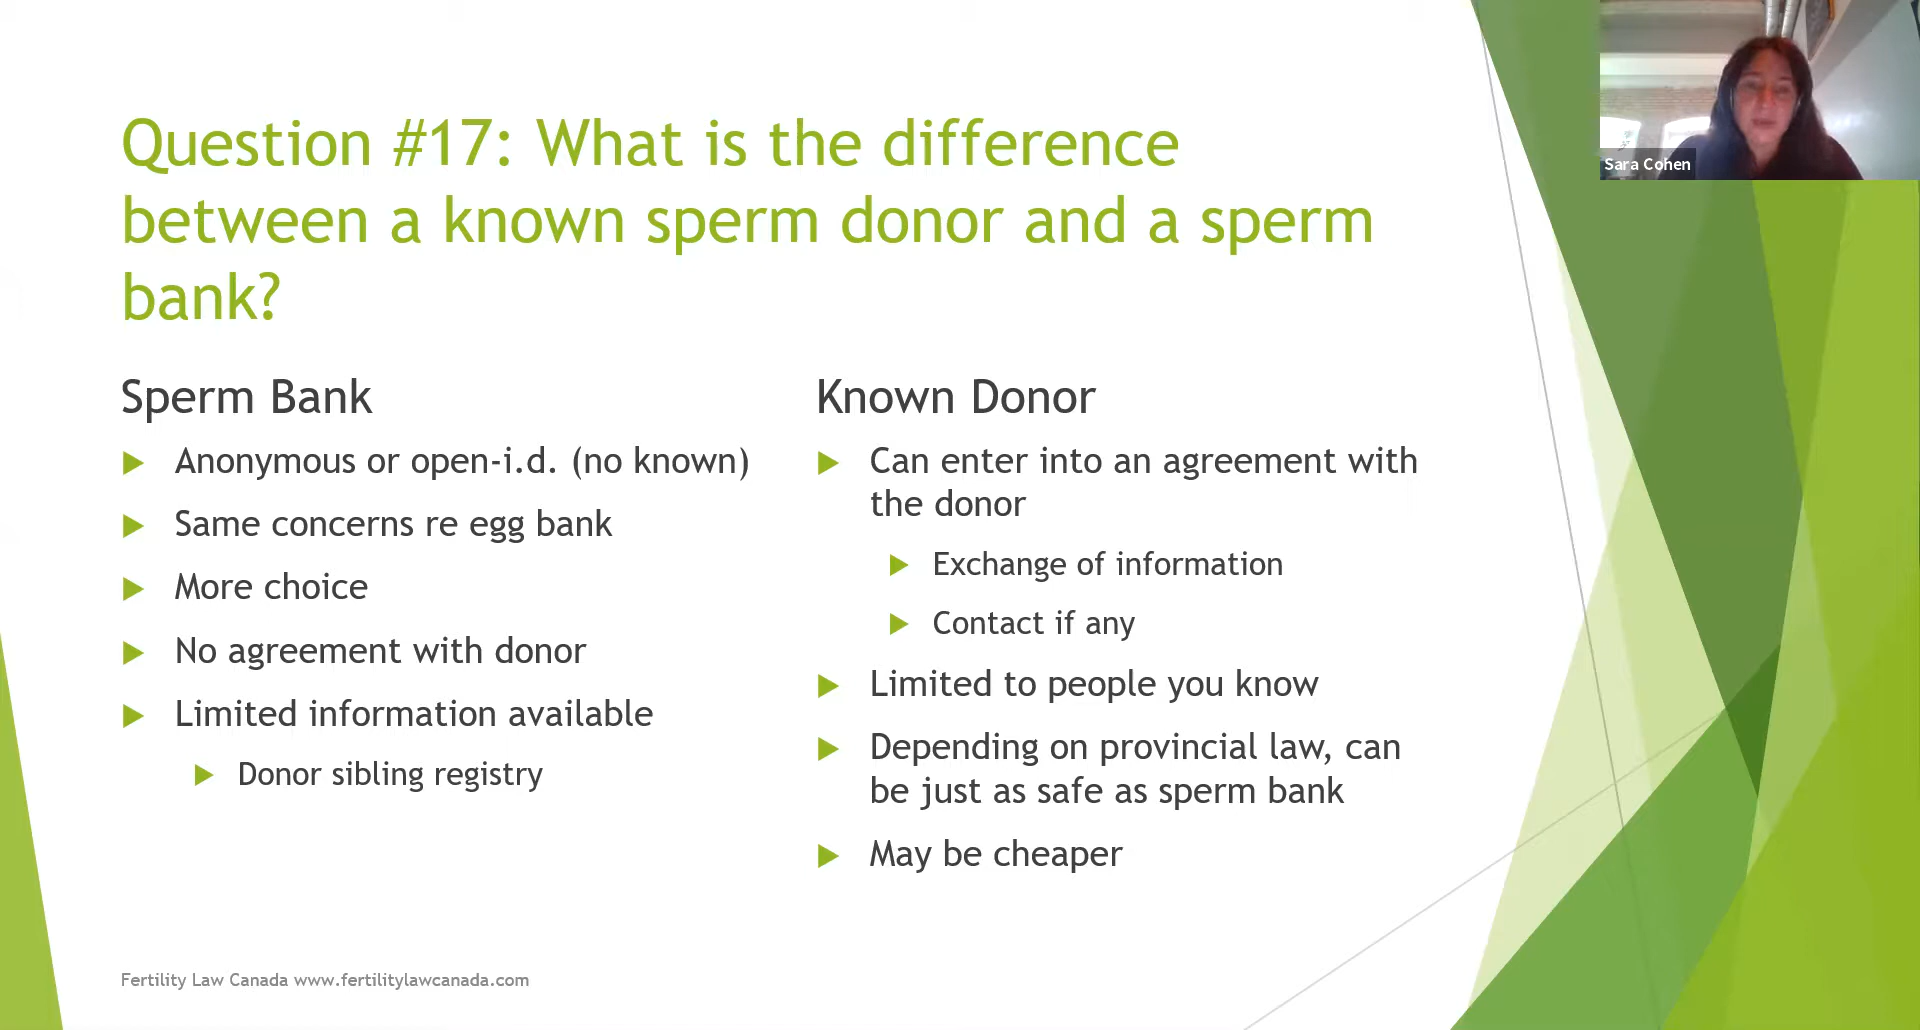 Question #17: What is the difference
between a known sperm donor and a sperm
bank?
Sperm Bank
Anonymous or open-i.d. (no known)
Same concerns re egg bank
More choice
No agreement with donor
Limited information available
Donor sibling registry
Known Donor
Can enter into an agreement with
the donor
Exchange of information
Contact if any
Limited to people you know
Depending on provincial law, can
be just as safe as sperm bank
May be cheaper
Fertility Law Canada www.fertilitylawcanada.com
Sara Cohen